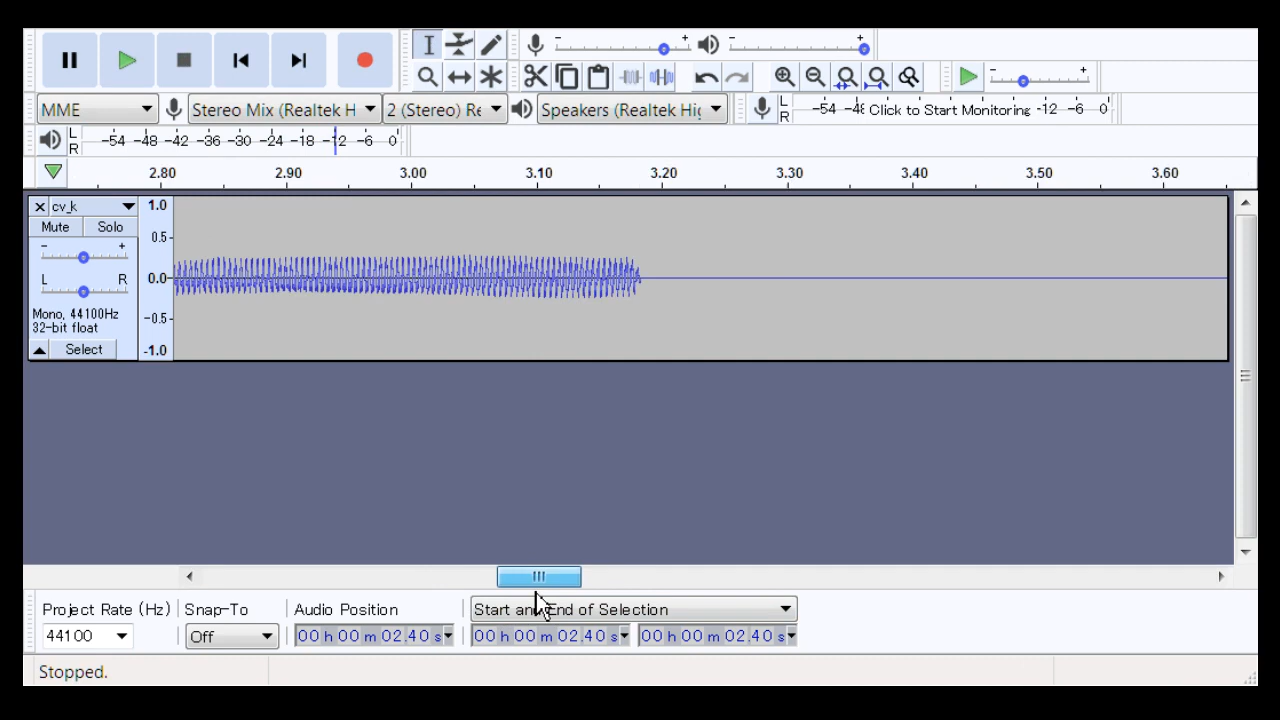 MME
Stereo Mix (Realtek H
2 (Stereo) Re
Speakers (Realtek Hig
L
R
-54 -48 Click to Start Monitoring -12 -6 0
L
R
-54 -48 -42 -36 -30 -24 -18 -12 -6 0
2.80 2.90 3.00 3.10 3.20 3.30 3.40 3.50 3.60
cv_k
Mute Solo
- +
L R
Mono, 44100Hz
32-bit float
Select
1.0
0.5
0.0
-0.5
-1.0
Project Rate (Hz) Snap-To Audio Position Start and End of Selection
44100 Off 00 h 00 m 02.40 s 00 h 00 m 02.40 s 00 h 00 m 02.40 s
Stopped.